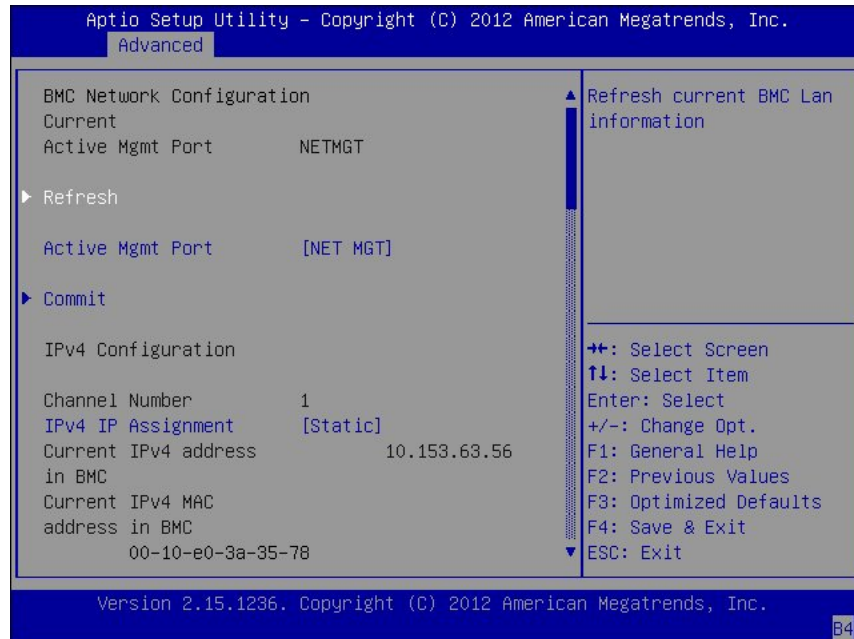 Aptio Setup Utility – Copyright (C) 2012 American Megatrends, Inc.
Advanced
BMC Network Configuration
Current
Active Mgmt Port NETMGT
Refresh
Active Mgmt Port [NET MGT]
Commit
IPv4 Configuration
Channel Number 1
IPv4 IP Assignment [Static]
Current IPv4 address 10.153.63.56
in BMC
Current IPv4 MAC
address in BMC
00-10-e0-3a-35-78
Refresh current BMC Lan
information
→←: Select Screen
↑↓: Select Item
Enter: Select
+/-: Change Opt.
F1: General Help
F2: Previous Values
F3: Optimized Defaults
F4: Save & Exit
ESC: Exit
Version 2.15.1236. Copyright (C) 2012 American Megatrends, Inc.
B4